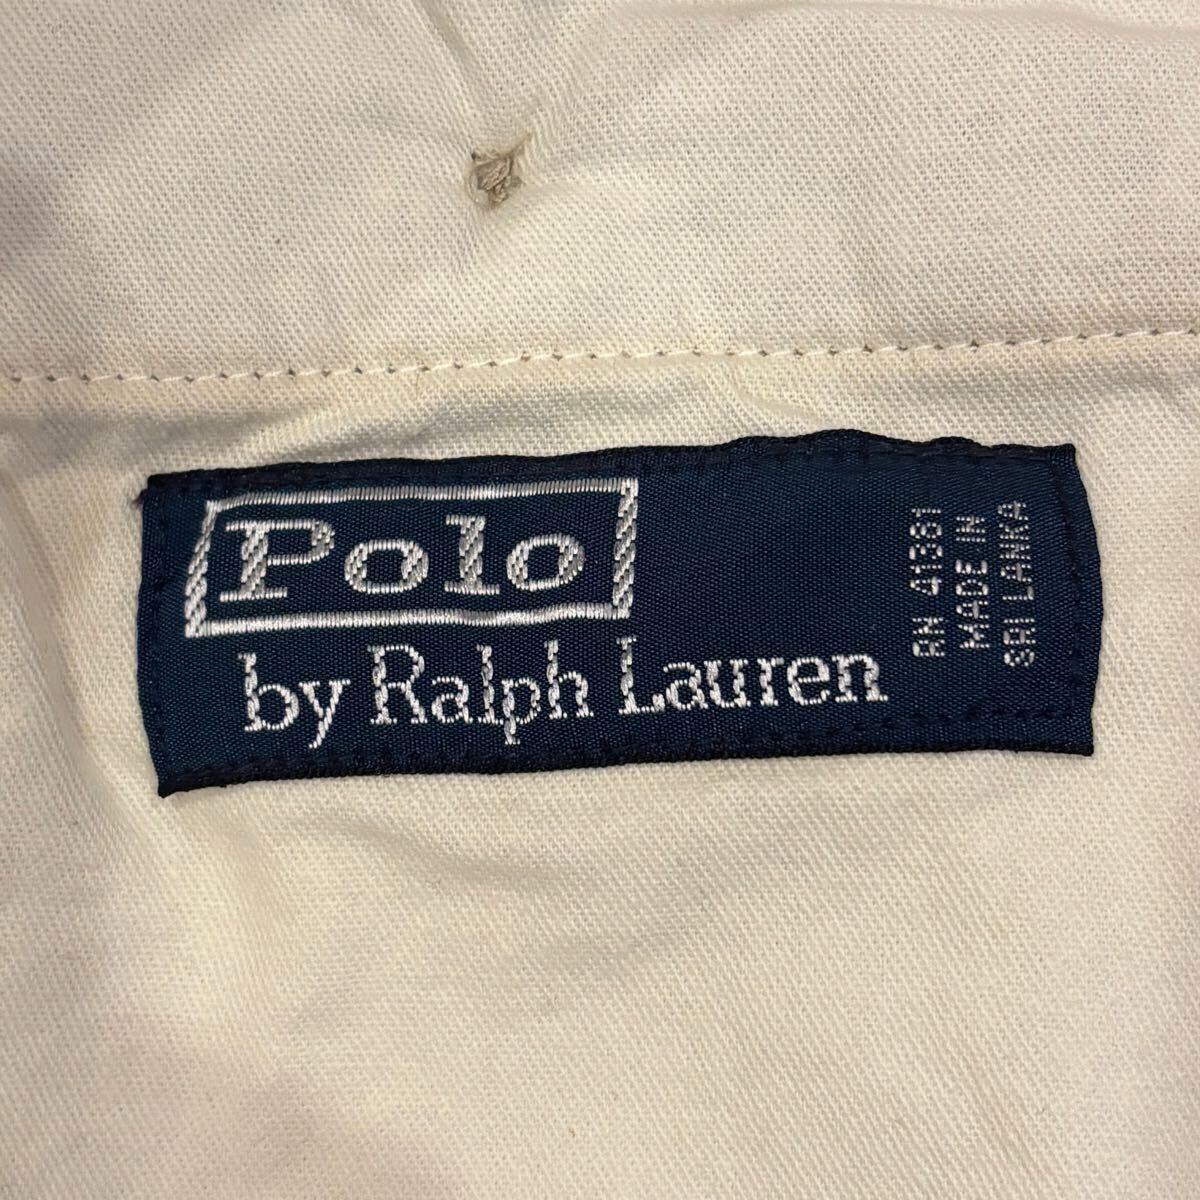 Polo
by Ralph Lauren
RN 41381
MADE IN
SRI LANKA